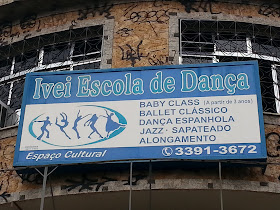 Ivei Escola de Dança
BABY CLASS (A partir de 3 anos)
BALLET CLÁSSICO
DANÇA ESPANHOLA
JAZZ - SAPATEADO
ALONGAMENTO
Espaço Cultural
3391-3672